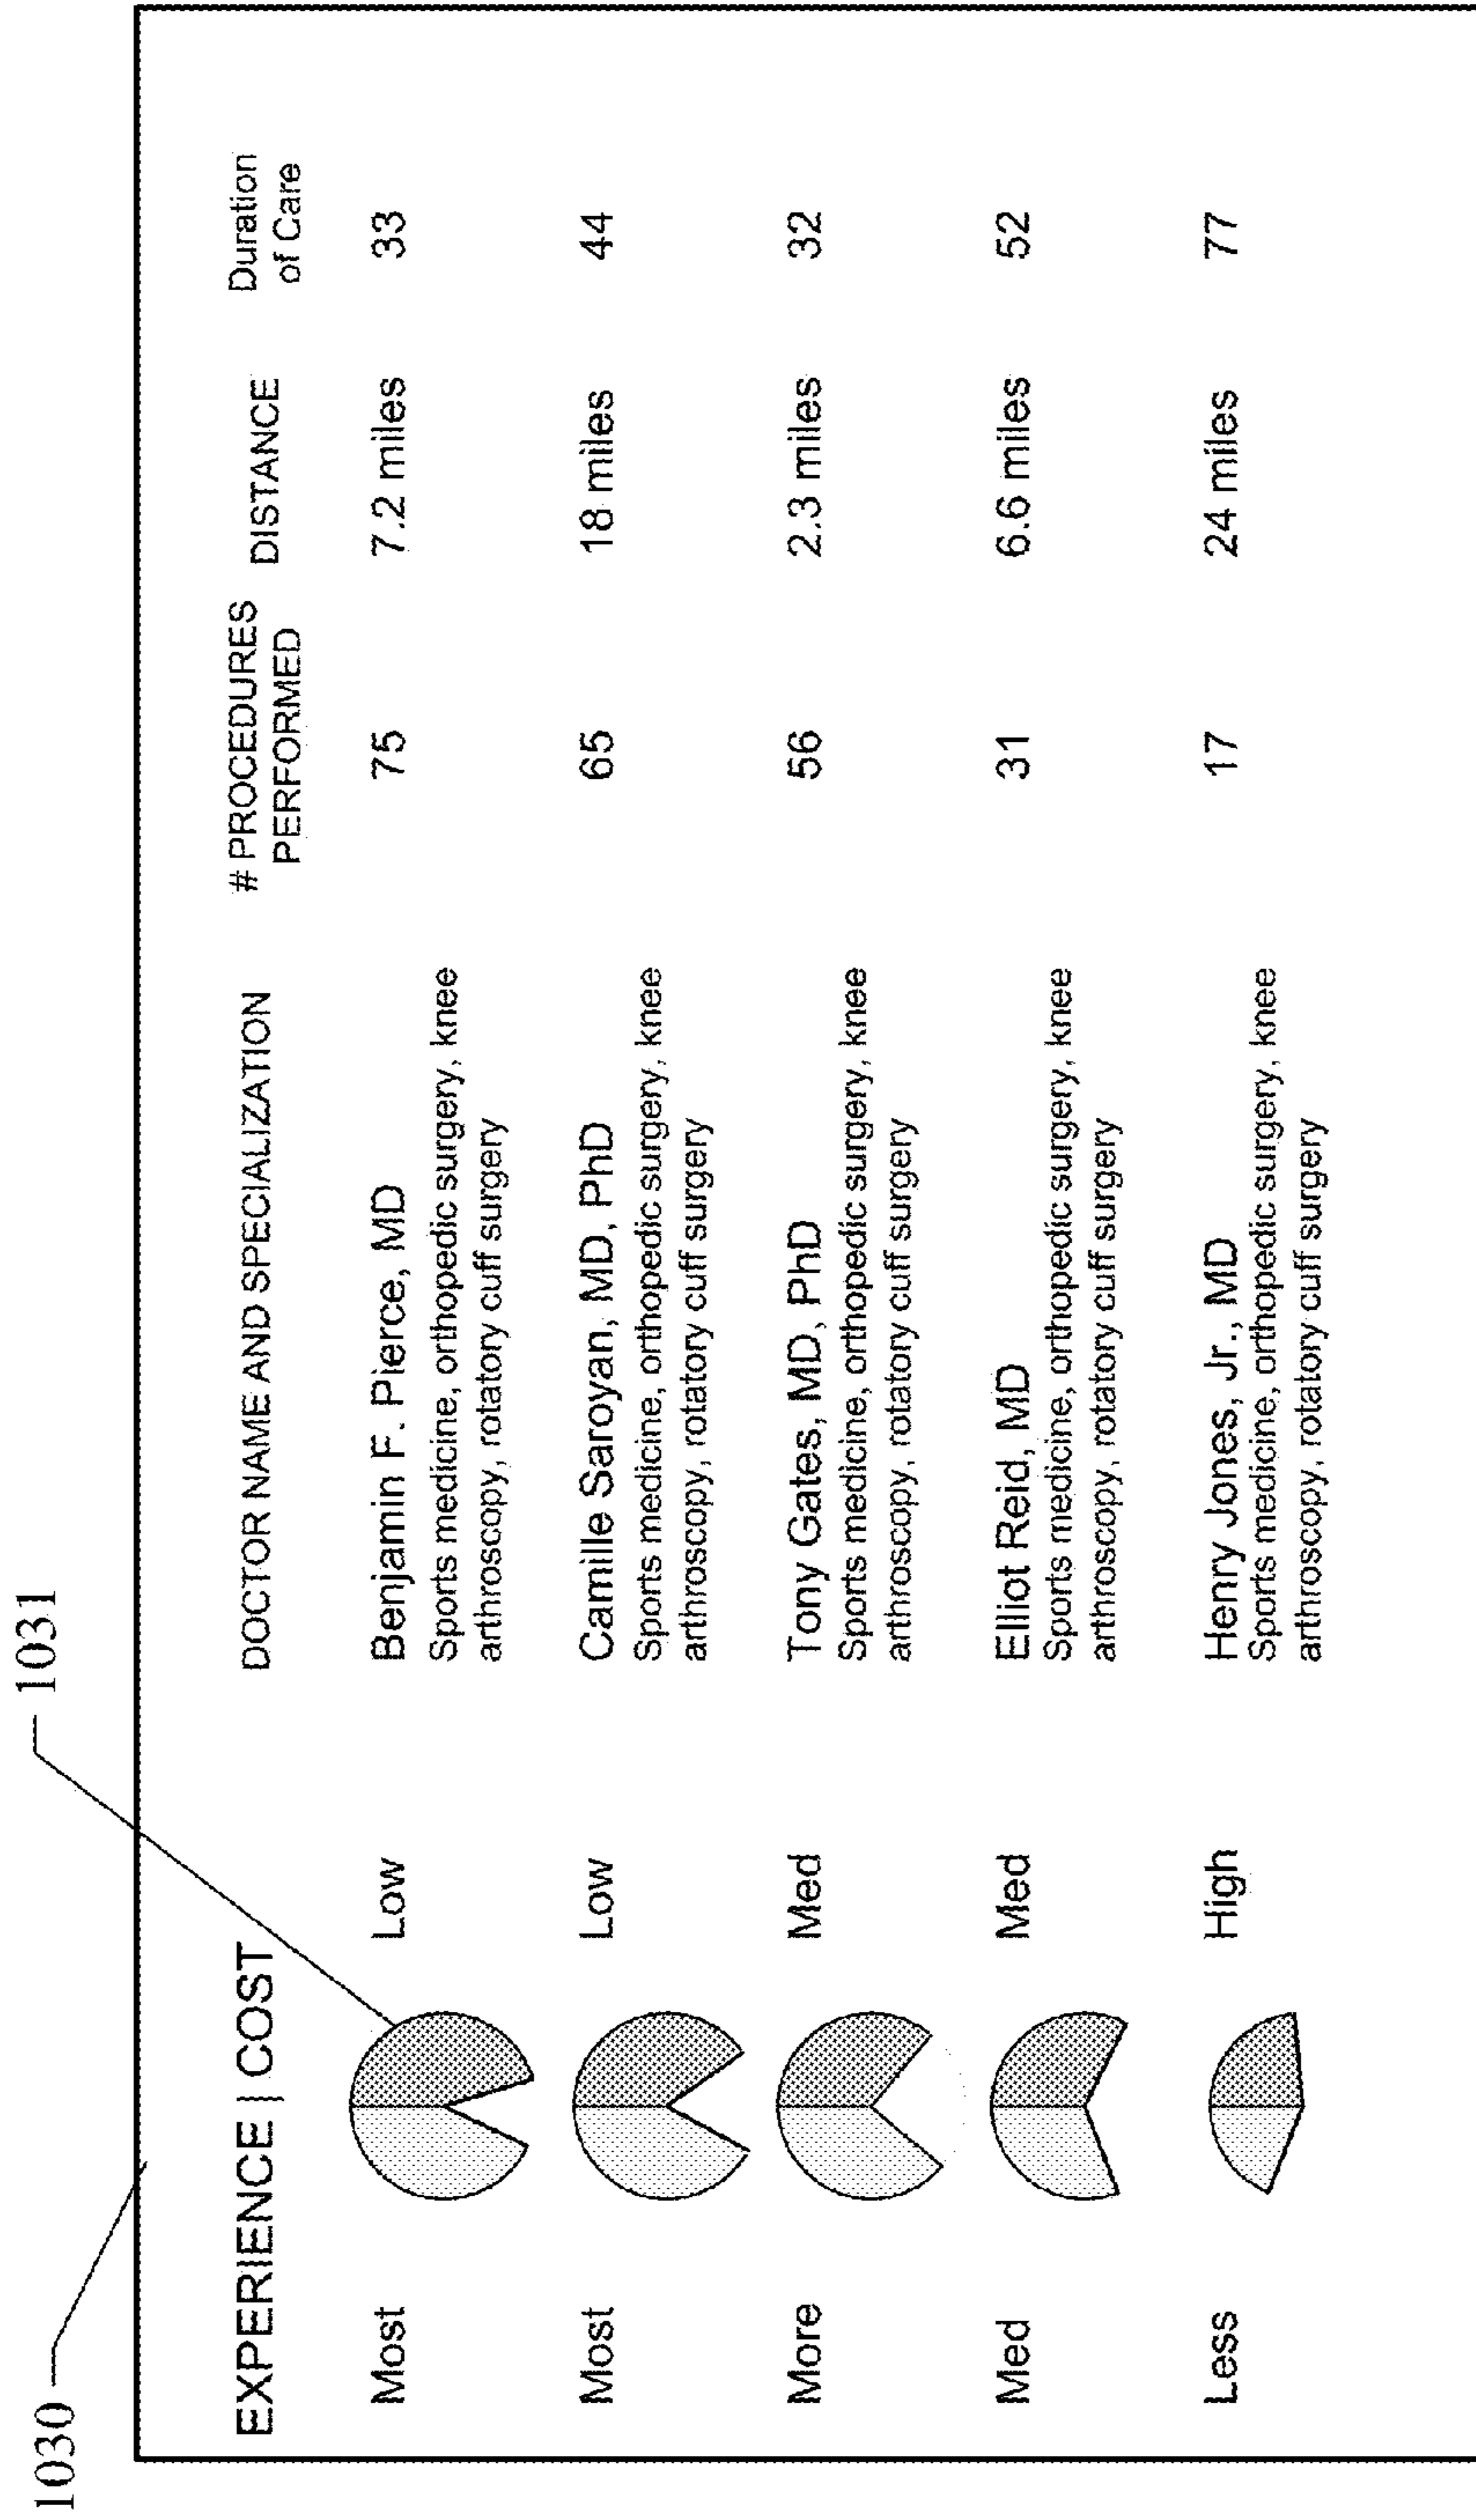 1030
1031
EXPERIENCE | COST
DOCTOR NAME AND SPECIALIZATION
# PROCEDURES
PERFORMED
DISTANCE
Duration
of Care
Most
Low
Benjamin F. Pierce, MD
Sports medicine, orthopedic surgery, knee
arthroscopy, rotatory cuff surgery
75
7.2 miles
33
Most
Low
Camille Saroyan, MD, PhD
Sports medicine, orthopedic surgery, knee
arthroscopy, rotatory cuff surgery
65
18 miles
44
More
Med
Tony Gates, MD, PhD
Sports medicine, orthopedic surgery, knee
arthroscopy, rotatory cuff surgery
56
2.3 miles
32
Med
Med
Elliot Reid, MD
Sports medicine, orthopedic surgery, knee
arthroscopy, rotatory cuff surgery
31
6.6 miles
52
Less
High
Henry Jones, Jr., MD
Sports medicine, orthopedic surgery, knee
arthroscopy, rotatory cuff surgery
17
24 miles
77